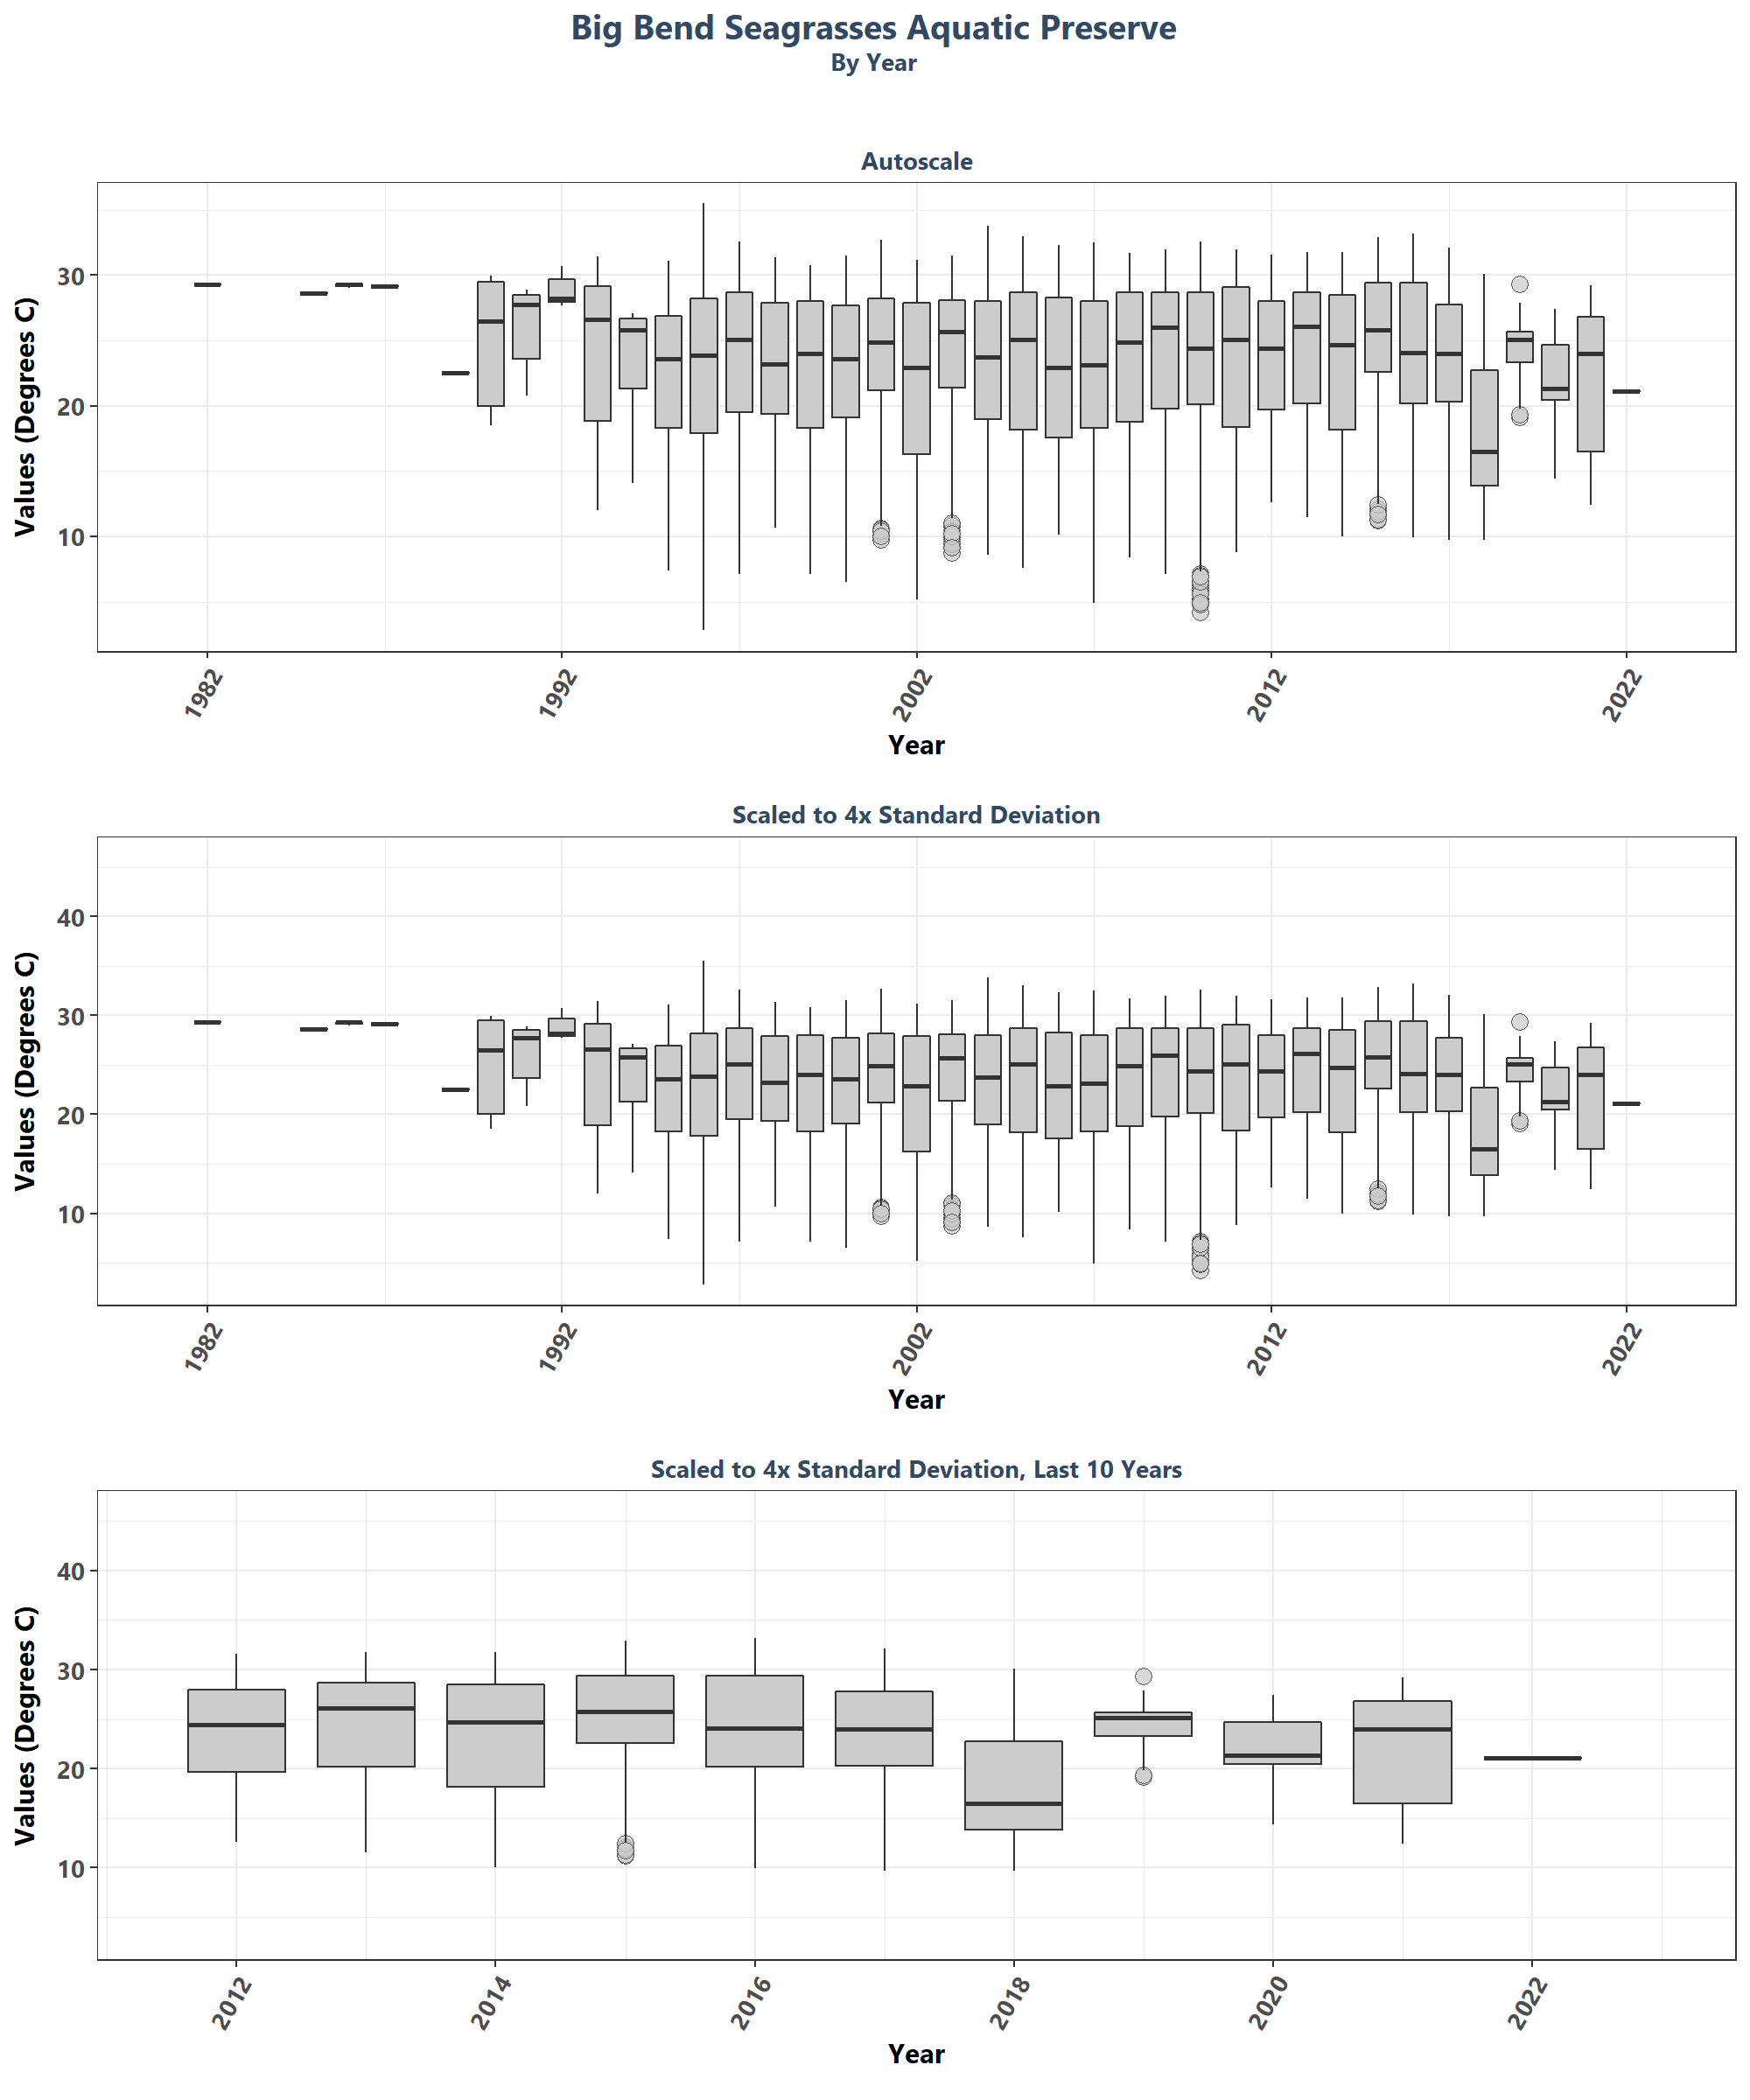 Big Bend Seagrasses Aquatic Preserve
By Year
Autoscale
Values (Degrees C)
30
20
10
1982
1992
2002
2012
2022
Year
Scaled to 4x Standard Deviation
Values (Degrees C)
40
30
20
10
1982
1992
2002
2012
2022
Year
Scaled to 4x Standard Deviation, Last 10 Years
Values (Degrees C)
40
30
20
10
2012
2014
2016
2018
2020
2022
Year